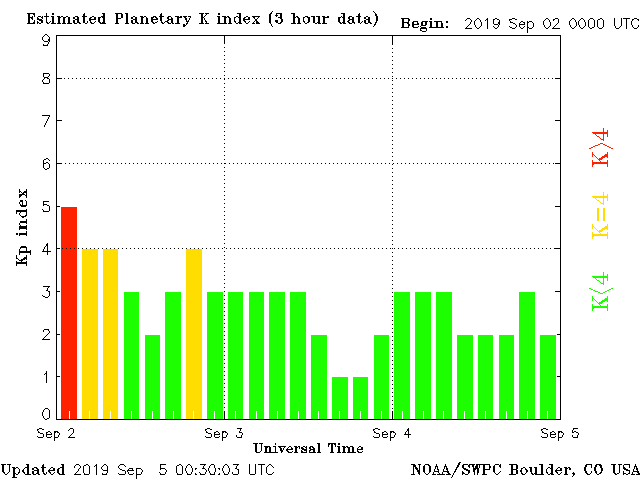 Estimated Planetary K index (3 hour data)
Begin: 2019 Sep 02 0000 UTC
9
8
7
6
5
4
3
2
1
0
Kp index
K>4
K=4
K<4
Sep 2
Sep 3
Sep 4
Sep 5
Universal Time
Updated 2019 Sep 5 00:30:03 UTC
NOAA/SWPC Boulder, CO USA